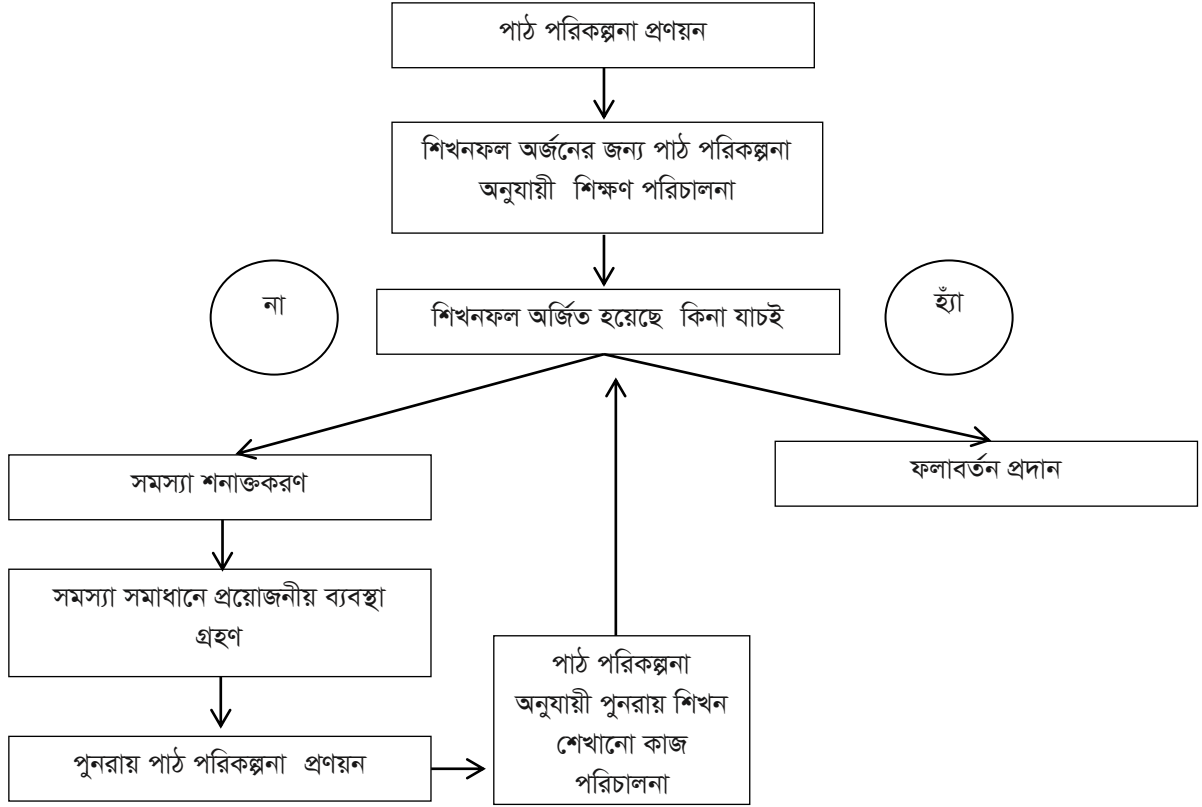 পাঠ পরিকল্পনা প্রণয়ন
শিখনফল অর্জনের জন্য পাঠ পরিকল্পনা
অনুযায়ী শিক্ষণ পরিচালনা
না
শিখনফল অর্জিত হয়েছে কিনা যাচই
হ্যাঁ
সমস্যা শনাক্তকরণ
ফলাবর্তন প্রদান
সমস্যা সমাধানে প্রয়োজনীয় ব্যবস্থা
গ্রহণ
পুনরায় পাঠ পরিকল্পনা প্রণয়ন
পাঠ পরিকল্পনা
অনুযায়ী পুনরায় শিখন
শেখানো কাজ
পরিচালনা